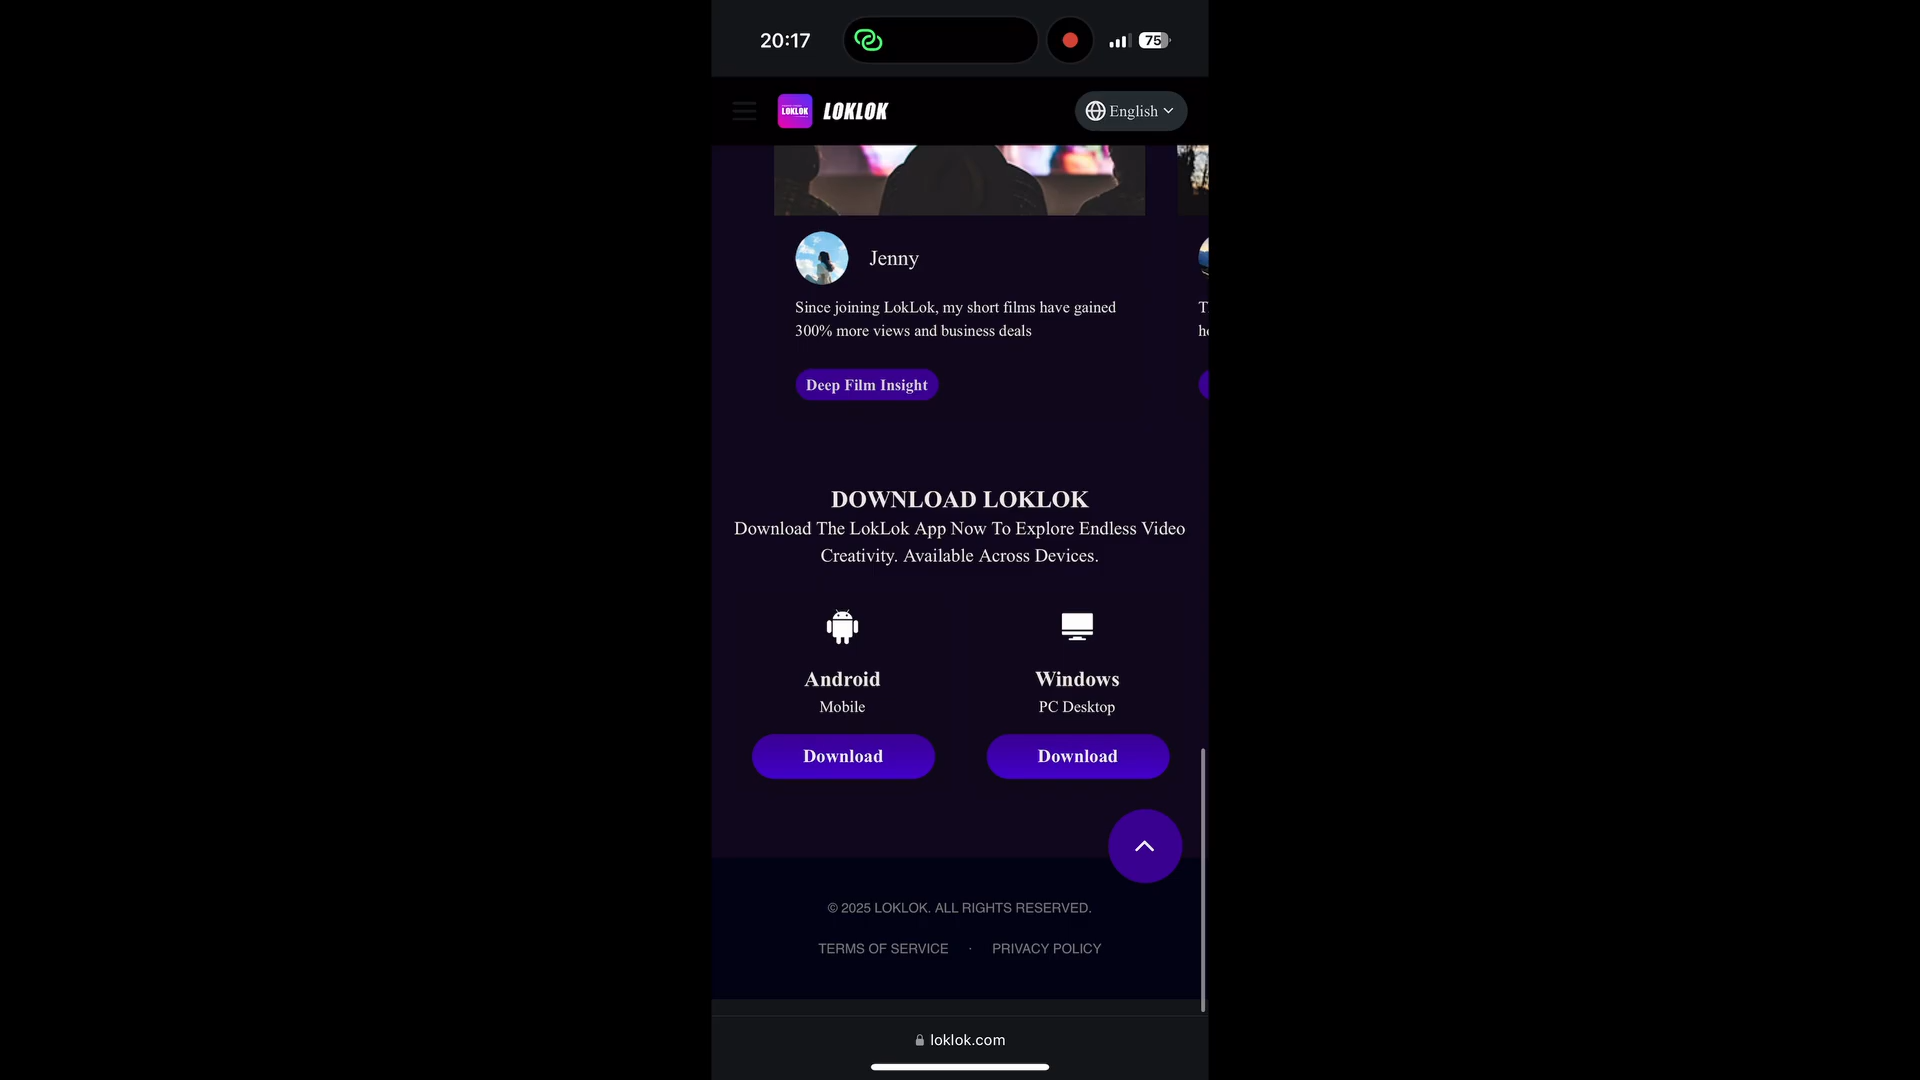 20:17
75
LOKLOK
LOKLOK
English
Jenny
Since joining LokLok, my short films have gained
300% more views and business deals
Deep Film Insight
DOWNLOAD LOKLOK
Download The LokLok App Now To Explore Endless Video
Creativity. Available Across Devices.
Android
Windows
Mobile
PC Desktop
Download
Download
© 2025 LOKLOK. ALL RIGHTS RESERVED.
TERMS OF SERVICE · PRIVACY POLICY
loklok.com